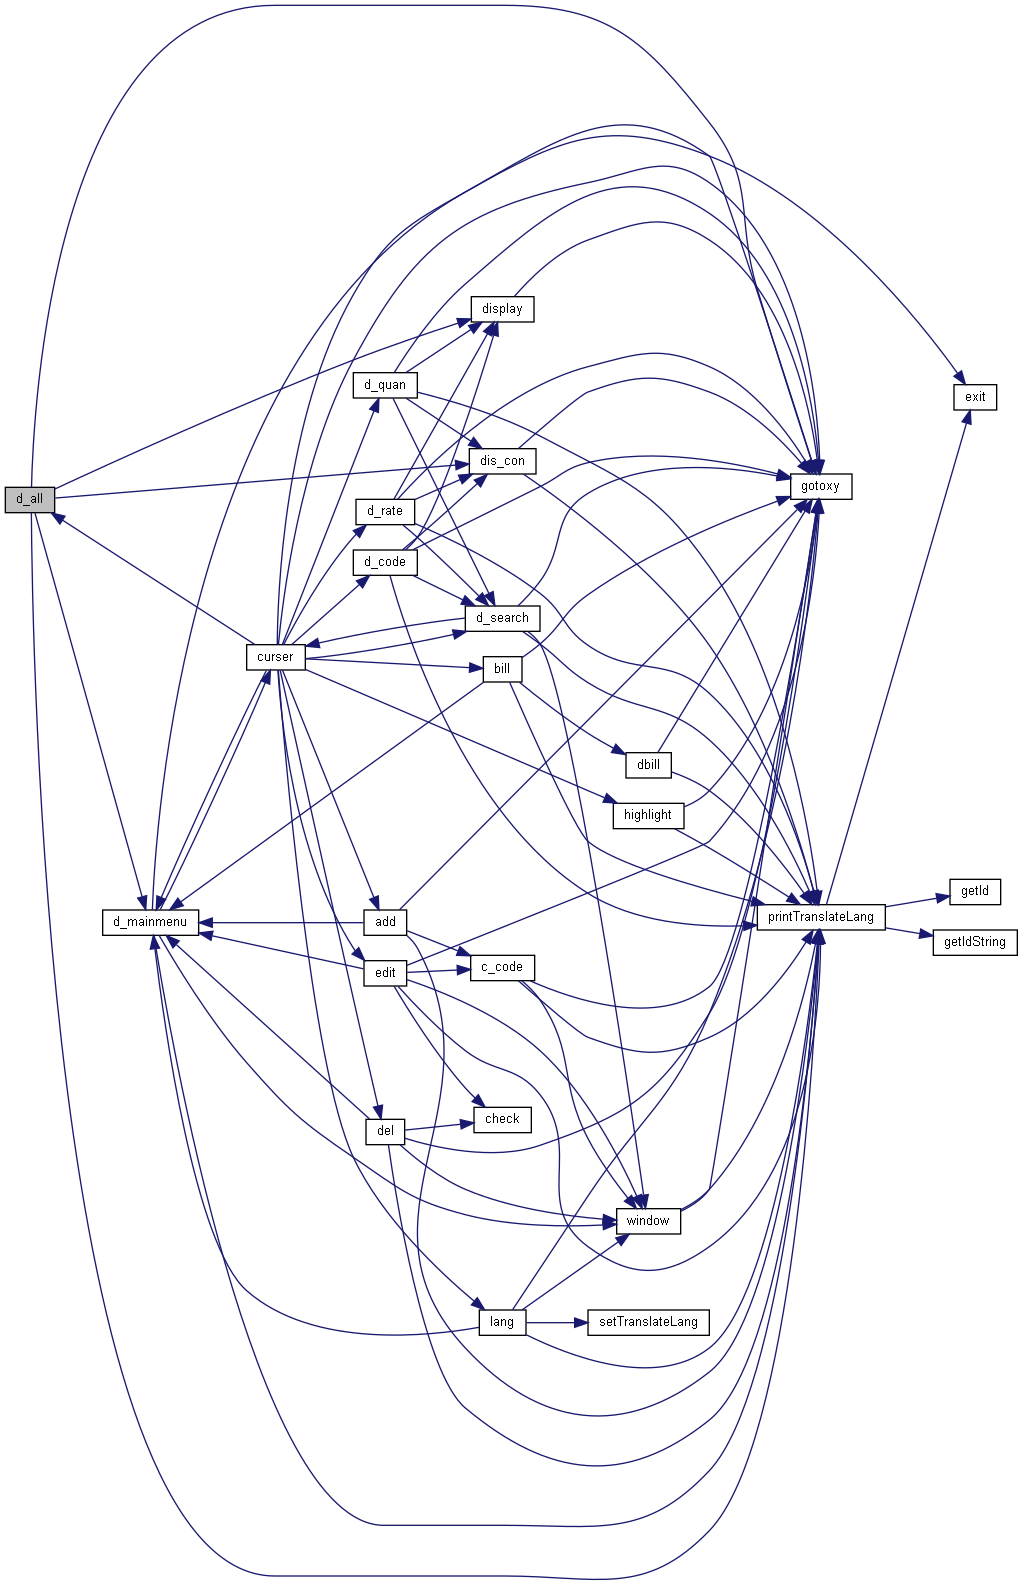 display
d_quan
exit
dis_con
gotoxy
d_all
d_rate
d_code
d_search
curser
bill
dbill
highlight
getId
printTranslateLang
d_mainmenu
add
getIdString
c_code
edit
check
del
window
lang
setTranslateLang